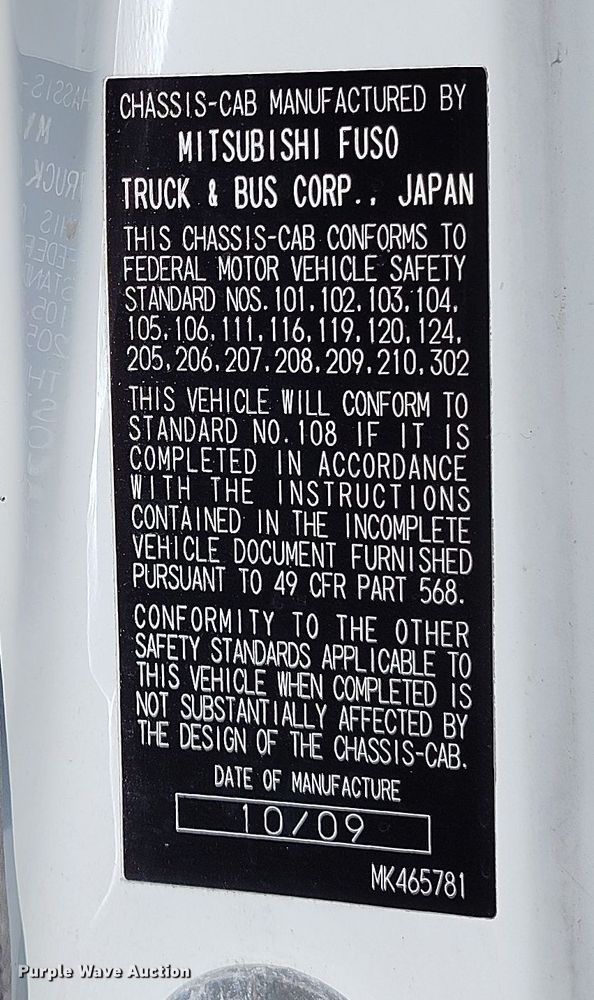 CHASSIS-CAB MANUFACTURED BY
MITSUBISHI FUSO
TRUCK & BUS CORP., JAPAN
THIS CHASSIS-CAB CONFORMS TO
FEDERAL MOTOR VEHICLE SAFETY
STANDARD NOS. 101, 102, 103, 104,
105, 106, 111, 116, 119, 120, 124,
205, 206, 207, 208, 209, 210, 302
THIS VEHICLE WILL CONFORM TO
STANDARD NO. 108 IF IT IS
COMPLETED IN ACCORDANCE
WITH THE INSTRUCTIONS
CONTAINED IN THE INCOMPLETE
VEHICLE DOCUMENT FURNISHED
PURSUANT TO 49 CFR PART 568.
CONFORMITY TO THE OTHER
SAFETY STANDARDS APPLICABLE TO
THIS VEHICLE WHEN COMPLETED IS
NOT SUBSTANTIALLY AFFECTED BY
THE DESIGN OF THE CHASSIS-CAB.
DATE OF MANUFACTURE
10/09
MK465781
Purple Wave Auction